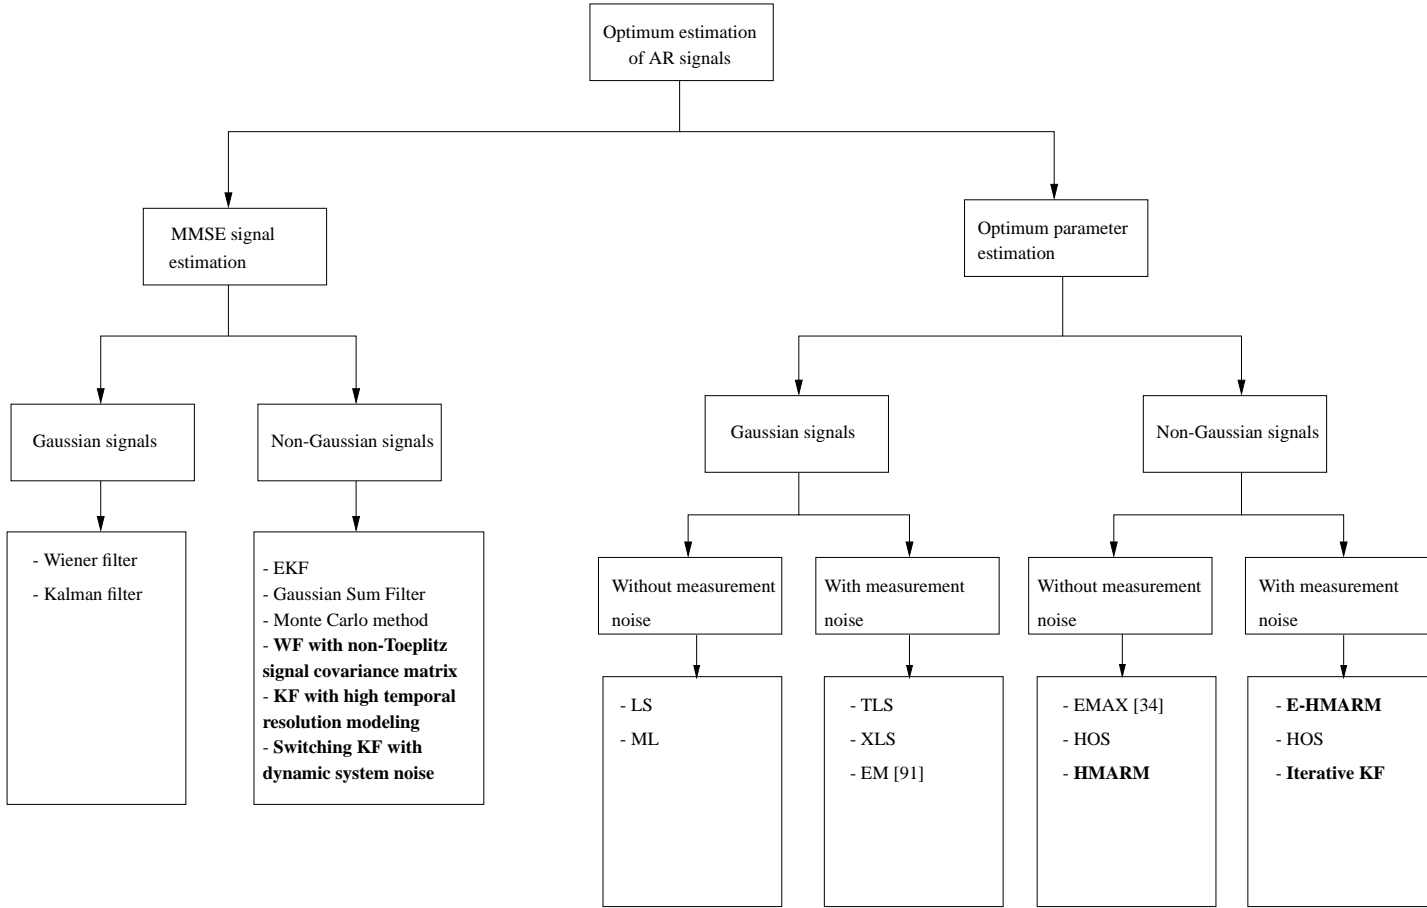 Optimum estimation
of AR signals
MMSE signal
estimation
Optimum parameter
estimation
Gaussian signals
Non-Gaussian signals
Gaussian signals
Non-Gaussian signals
- Wiener filter
- Kalman filter
- EKF
- Gaussian Sum Filter
- Monte Carlo method
- WF with non-Toeplitz
signal covariance matrix
- KF with high temporal
resolution modeling
- Switching KF with
dynamic system noise
Without measurement
noise
With measurement
noise
Without measurement
noise
With measurement
noise
- LS
- ML
- TLS
- XLS
- EM [91]
- EMAX [34]
- HOS
- HMARM
- E-HMARM
- HOS
- Iterative KF